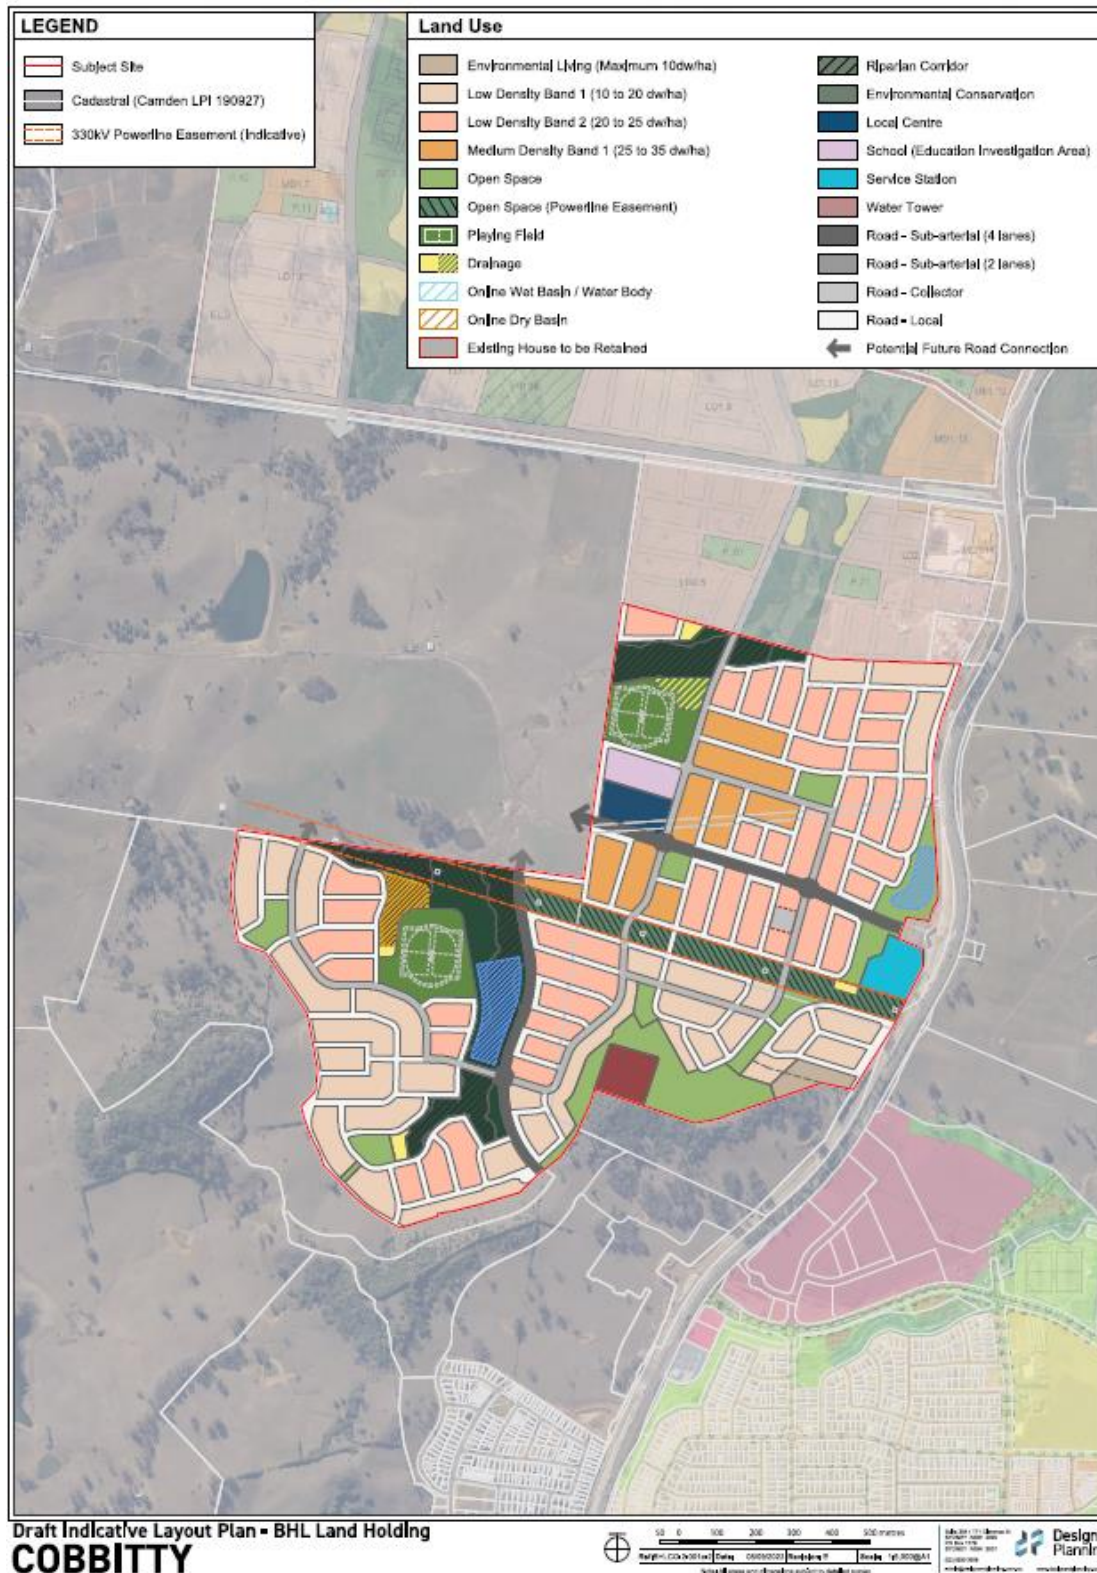 LEGEND
Subject Site
Cadastral (Camden LPI 190927)
330kV Powerline Easement (Indicative)
Land Use
Environmental Living (Maximum 10dw/ha)
Low Density Band 1 (10 to 20 dw/ha)
Low Density Band 2 (20 to 25 dw/ha)
Medium Density Band 1 (25 to 35 dw/ha)
Open Space
Open Space (Powerline Easement)
Playing Field
Drainage
Online Wet Basin / Water Body
Online Dry Basin
Existing House to be Retained
Riparian Corridor
Environmental Conservation
Local Centre
School (Education Investigation Area)
Service Station
Water Tower
Road - Sub-arterial (4 lanes)
Road - Sub-arterial (2 lanes)
Road - Collector
Road - Local
Potential Future Road Connection
Draft Indicative Layout Plan - BHL Land Holding
COBBITTY
50 0 100 200 300 400 500 metres
Design
Planning